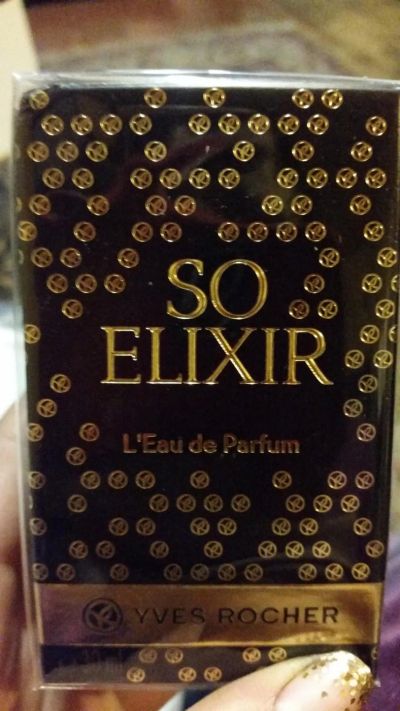 SO
ELIXIR
L'Eau de Parfum
YVES ROCHER